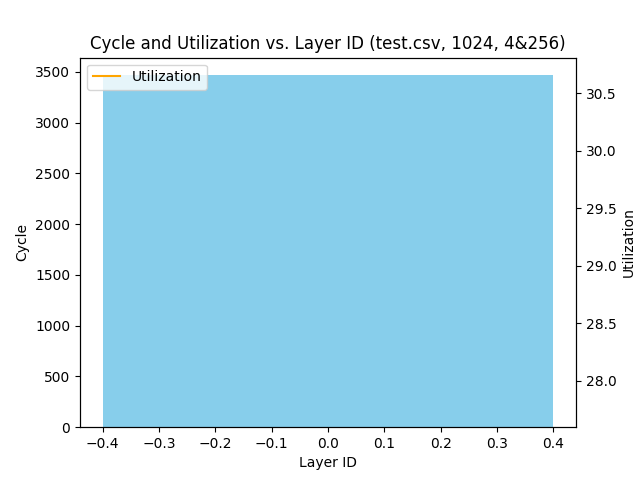 Cycle and Utilization vs. Layer ID (test.csv, 1024, 4&256)
Utilization
3500
3000
2500
2000
1500
1000
500
0
Cycle
30.5
30.0
29.5
29.0
28.5
28.0
Utilization
−0.4 −0.3 −0.2 −0.1 0.0 0.1 0.2 0.3 0.4
Layer ID